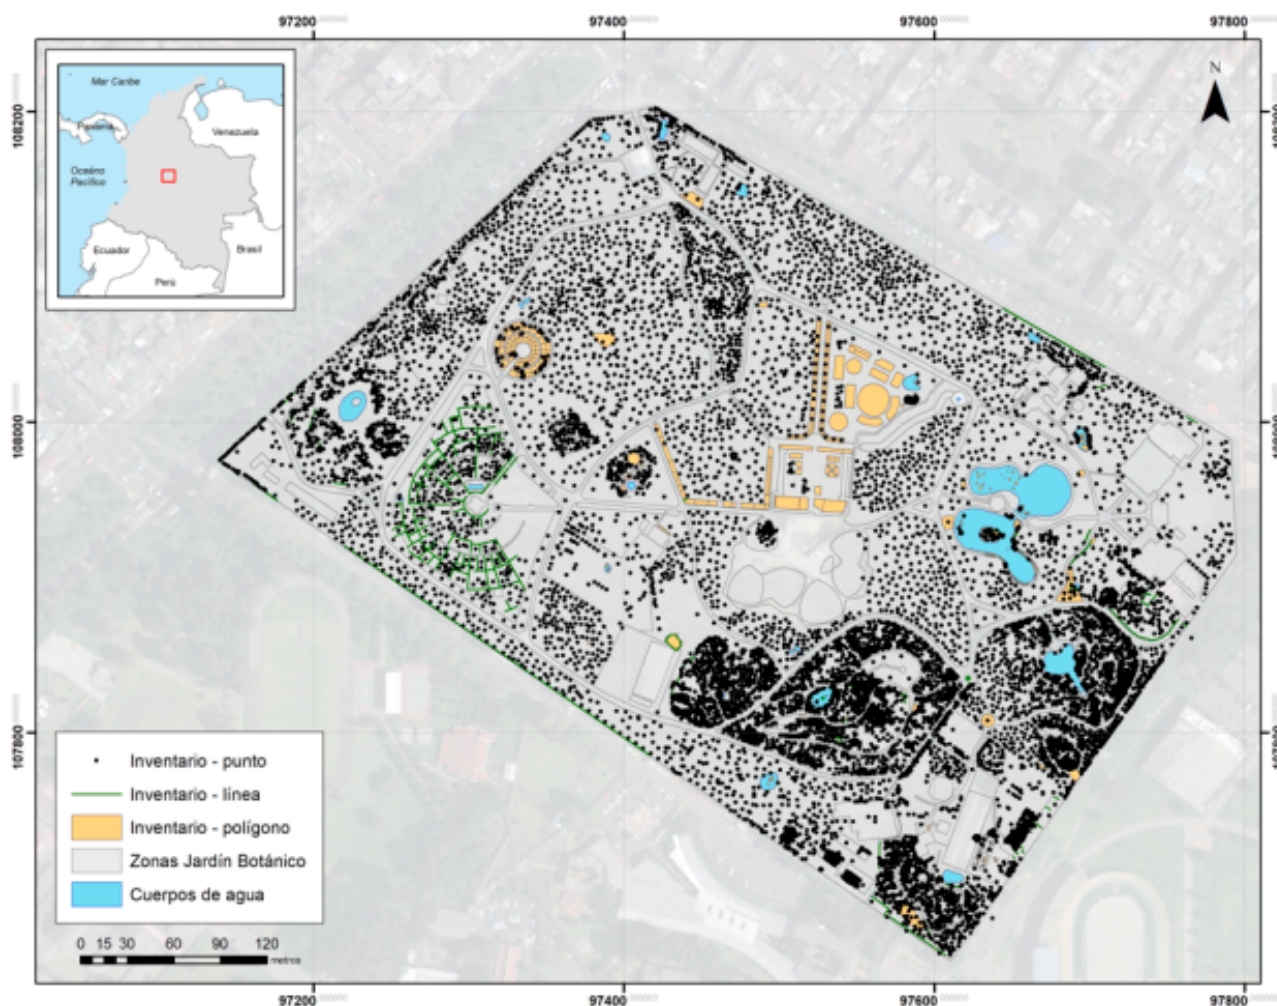 97200 97400 97600 97800
N
Mar Caribe
Panamá
Venezuela
Océano
Pacífico
Ecuador
Brasil
Perú
108200
108000
107800
Inventario - punto
Inventario - línea
Inventario - polígono
Zonas Jardín Botánico
Cuerpos de agua
0 15 30 60 90 120
metros
97200 97400 97600 97800